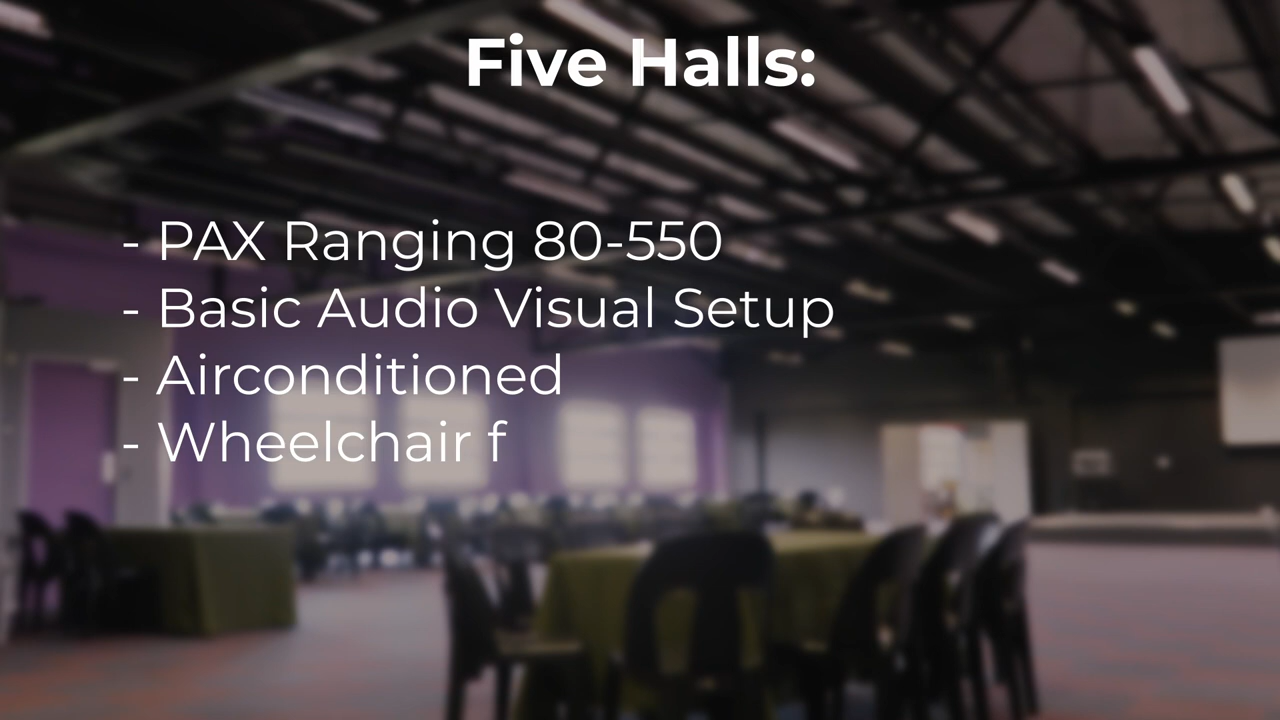 Five Halls:
- PAX Ranging 80-550
- Basic Audio Visual Setup
- Airconditioned
- Wheelchair f